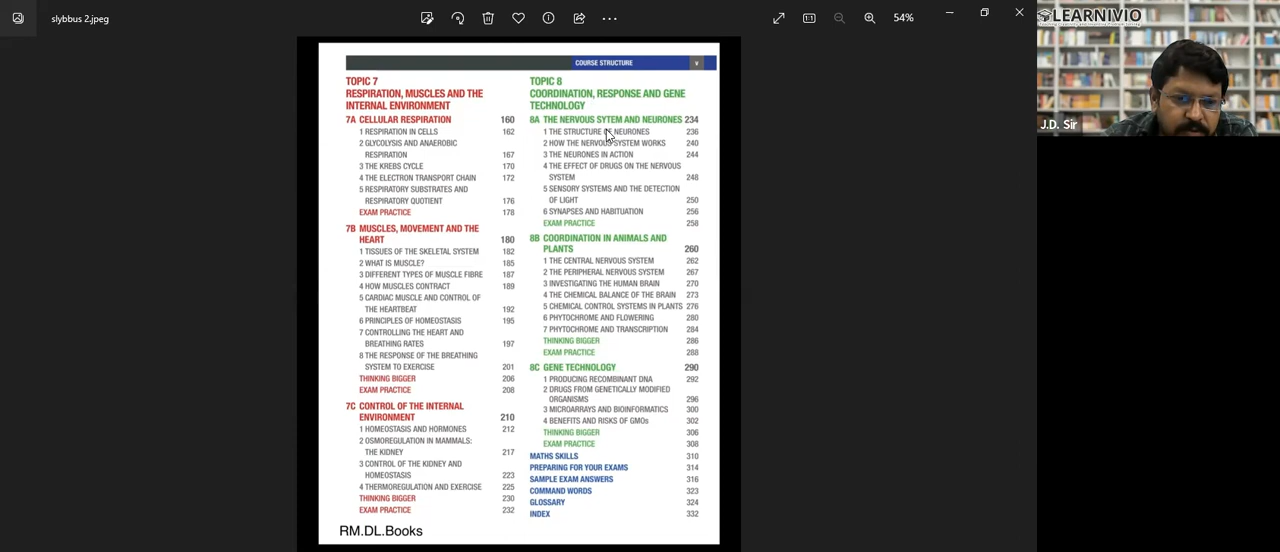 slybbus 2.jpeg
54%
LEARNIVIO
J.D. Sir
COURSE STRUCTURE v
TOPIC 7
RESPIRATION, MUSCLES AND THE
INTERNAL ENVIRONMENT
7A CELLULAR RESPIRATION 160
1 RESPIRATION IN CELLS 162
2 GLYCOLYSIS AND ANAEROBIC
RESPIRATION 167
3 THE KREBS CYCLE 170
4 THE ELECTRON TRANSPORT CHAIN 172
5 RESPIRATORY SUBSTRATES AND
RESPIRATORY QUOTIENT 176
EXAM PRACTICE 178
7B MUSCLES, MOVEMENT AND THE
HEART 180
1 TISSUES OF THE SKELETAL SYSTEM 182
2 WHAT IS MUSCLE? 185
3 DIFFERENT TYPES OF MUSCLE FIBRE 187
4 HOW MUSCLES CONTRACT 189
5 CARDIAC MUSCLE AND CONTROL OF
THE HEARTBEAT 192
6 PRINCIPLES OF HOMEOSTASIS 195
7 CONTROLLING THE HEART AND
BREATHING RATES 197
8 THE RESPONSE OF THE BREATHING
SYSTEM TO EXERCISE 201
THINKING BIGGER 206
EXAM PRACTICE 208
7C CONTROL OF THE INTERNAL
ENVIRONMENT 210
1 HOMEOSTASIS AND HORMONES 212
2 OSMOREGULATION IN MAMMALS:
THE KIDNEY 217
3 CONTROL OF THE KIDNEY AND
HOMEOSTASIS 223
4 THERMOREGULATION AND EXERCISE 225
THINKING BIGGER 230
EXAM PRACTICE 232
TOPIC 8
COORDINATION, RESPONSE AND GENE
TECHNOLOGY
8A THE NERVOUS SYTEM AND NEURONES 234
1 THE STRUCTURE OF NEURONES 236
2 HOW THE NERVOUS SYSTEM WORKS 240
3 THE NEURONES IN ACTION 244
4 THE EFFECT OF DRUGS ON THE NERVOUS
SYSTEM 248
5 SENSORY SYSTEMS AND THE DETECTION
OF LIGHT 250
6 SYNAPSES AND HABITUATION 256
EXAM PRACTICE 258
8B COORDINATION IN ANIMALS AND
PLANTS 260
1 THE CENTRAL NERVOUS SYSTEM 262
2 THE PERIPHERAL NERVOUS SYSTEM 267
3 INVESTIGATING THE HUMAN BRAIN 270
4 THE CHEMICAL BALANCE OF THE BRAIN 273
5 CHEMICAL CONTROL SYSTEMS IN PLANTS 276
6 PHYTOCHROME AND FLOWERING 280
7 PHYTOCHROME AND TRANSCRIPTION 284
THINKING BIGGER 286
EXAM PRACTICE 288
8C GENE TECHNOLOGY 290
1 PRODUCING RECOMBINANT DNA 292
2 DRUGS FROM GENETICALLY MODIFIED
ORGANISMS 296
3 MICROARRAYS AND BIOINFORMATICS 300
4 BENEFITS AND RISKS OF GMOs 302
THINKING BIGGER 306
EXAM PRACTICE 308
MATHS SKILLS 310
PREPARING FOR YOUR EXAMS 314
SAMPLE EXAM ANSWERS 316
COMMAND WORDS 323
GLOSSARY 324
INDEX 332
RM.DL.Books